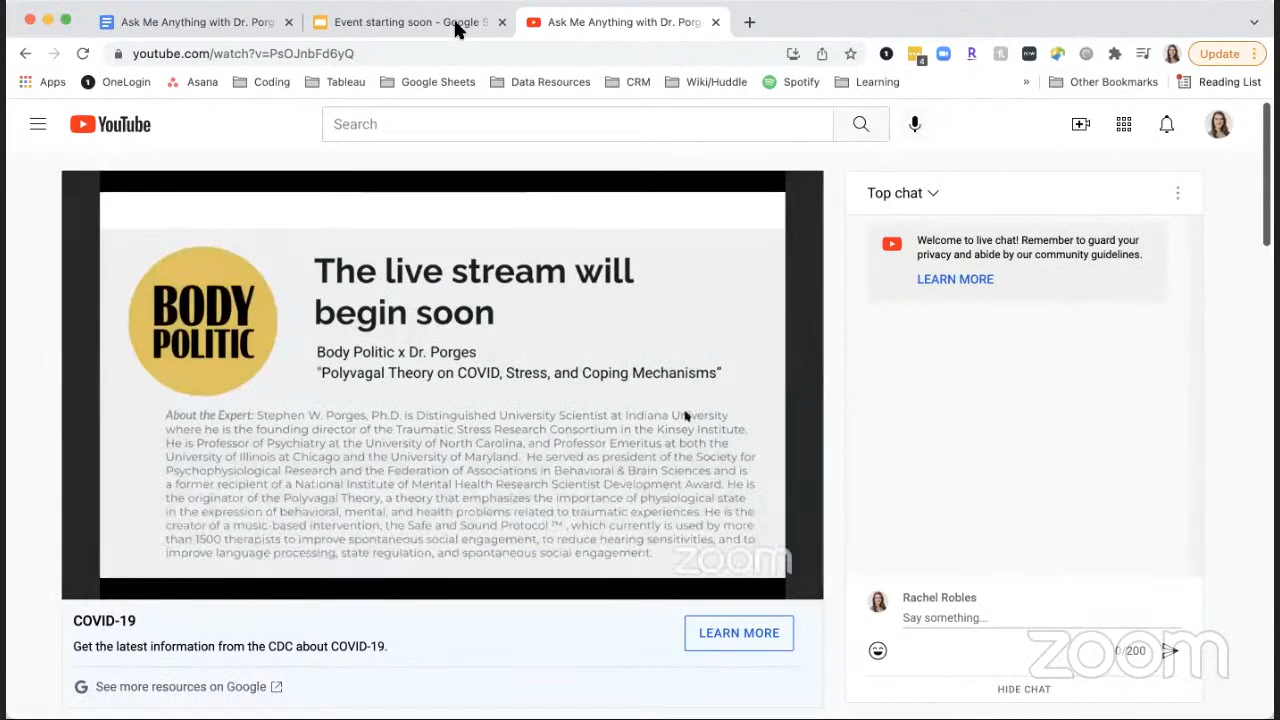 Ask Me Anything with Dr. Porg
Event starting soon - Google S
Ask Me Anything with Dr. Porg
youtube.com/watch?v=PsOJnbFd6yQ
4
Update
Apps
OneLogin
Asana
Coding
Tableau
Google Sheets
Data Resources
CRM
Wiki/Huddle
Spotify
Learning
»
Other Bookmarks
Reading List
YouTube
Search
Top chat
Welcome to live chat! Remember to guard your
privacy and abide by our community guidelines.
LEARN MORE
BODY
POLITIC
The live stream will
begin soon
Body Politic x Dr. Porges
"Polyvagal Theory on COVID, Stress, and Coping Mechanisms”
About the Expert: Stephen W. Porges, Ph.D. is Distinguished University Scientist at Indiana University
where he is the founding director of the Traumatic Stress Research Consortium in the Kinsey Institute.
He is Professor of Psychiatry at the University of North Carolina, and Professor Emeritus at both the
University of Illinois at Chicago and the University of Maryland. He served as president of the Society for
Psychophysiological Research and the Federation of Associations in Behavioral & Brain Sciences and is
a former recipient of a National Institute of Mental Health Research Scientist Development Award. He is
the originator of the Polyvagal Theory, a theory that emphasizes the importance of physiological state
in the expression of behavioral, mental, and health problems related to traumatic experiences. He is the
creator of a music-based intervention, the Safe and Sound Protocol ™, which currently is used by more
than 1500 therapists to improve spontaneous social engagement, to reduce hearing sensitivities, and to
improve language processing, state regulation, and spontaneous social engagement.
zoom
COVID-19
Get the latest information from the CDC about COVID-19.
LEARN MORE
See more resources on Google
Rachel Robles
Say something...
0/200
zoom
HIDE CHAT